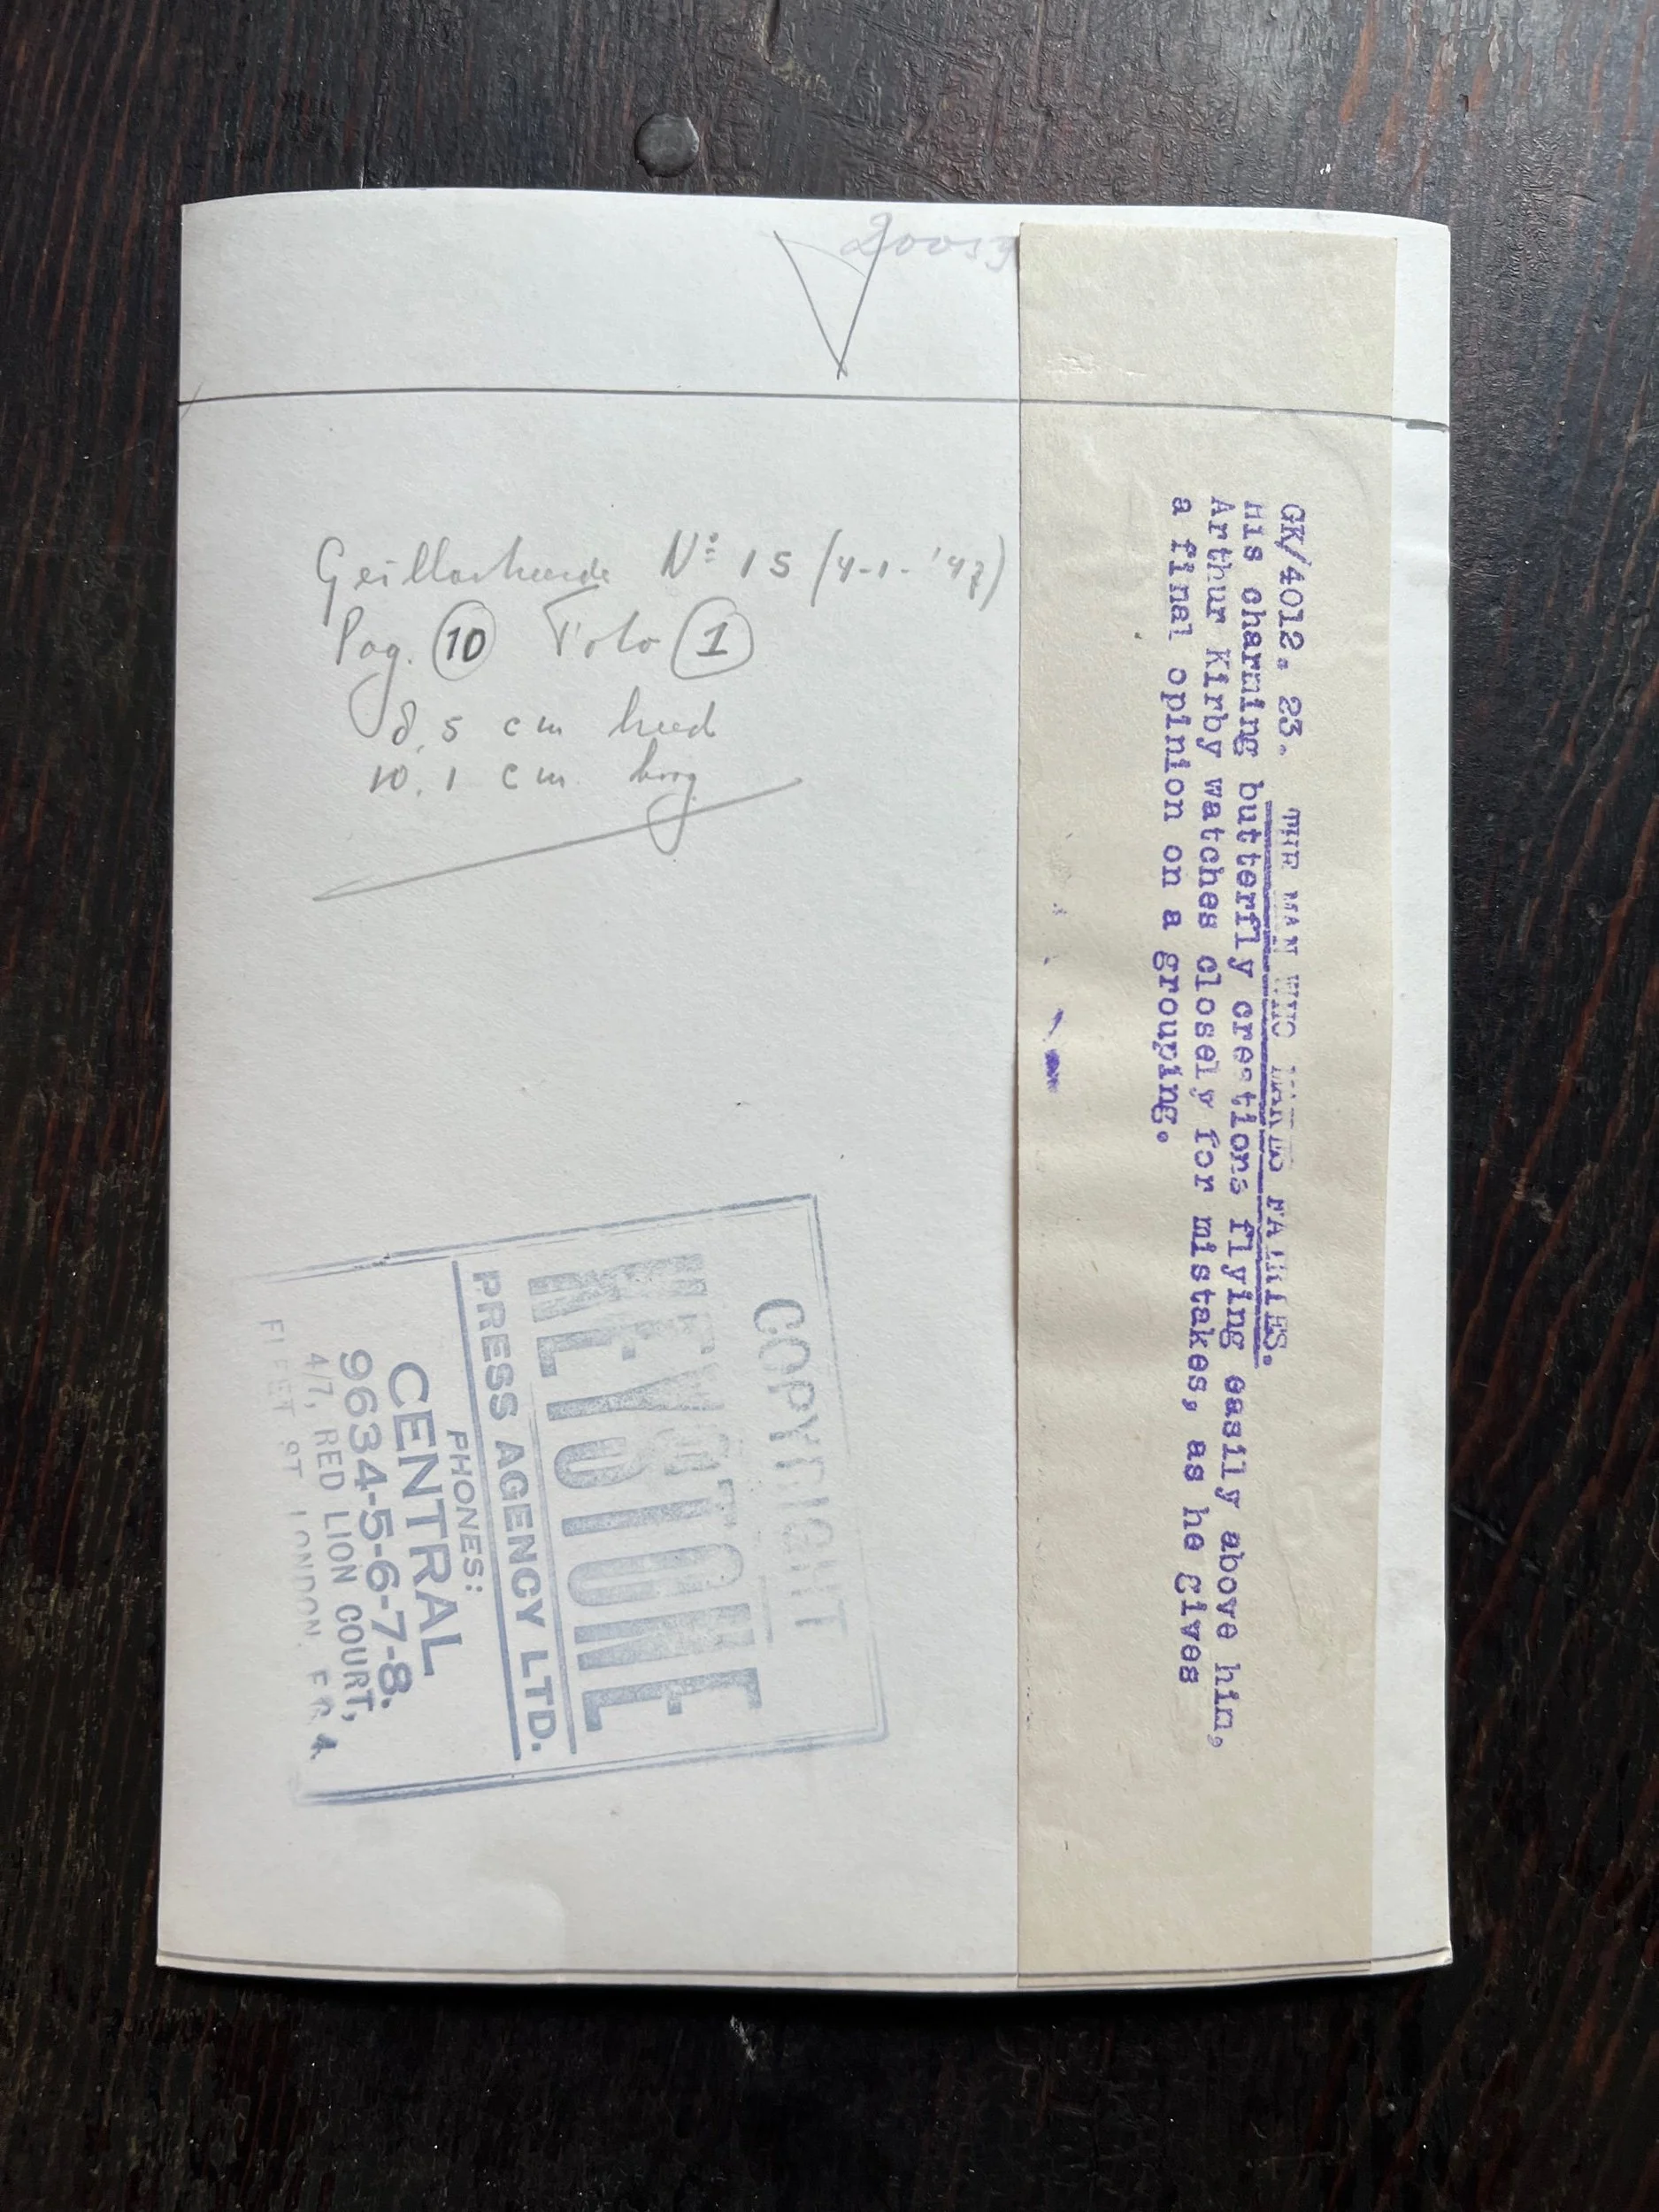 GK/4012. 23. THE MAN WHO MAKES FAIRIES.
His charming butterfly creations flying easily above him,
Arthur Kirby watches closely for mistakes, as he gives
a final opinion on a grouping.
Nº 15 (4-1-'47)
Pag. 10 Foto 1
8,5 cm breed
10,1 cm. hoog
COPYRIGHT
KEYSTONE
PRESS AGENCY LTD.
PHONES:
CENTRAL
9634-5-6-7-8.
4/7, RED LION COURT,
FLEET ST LONDON. E.C.4